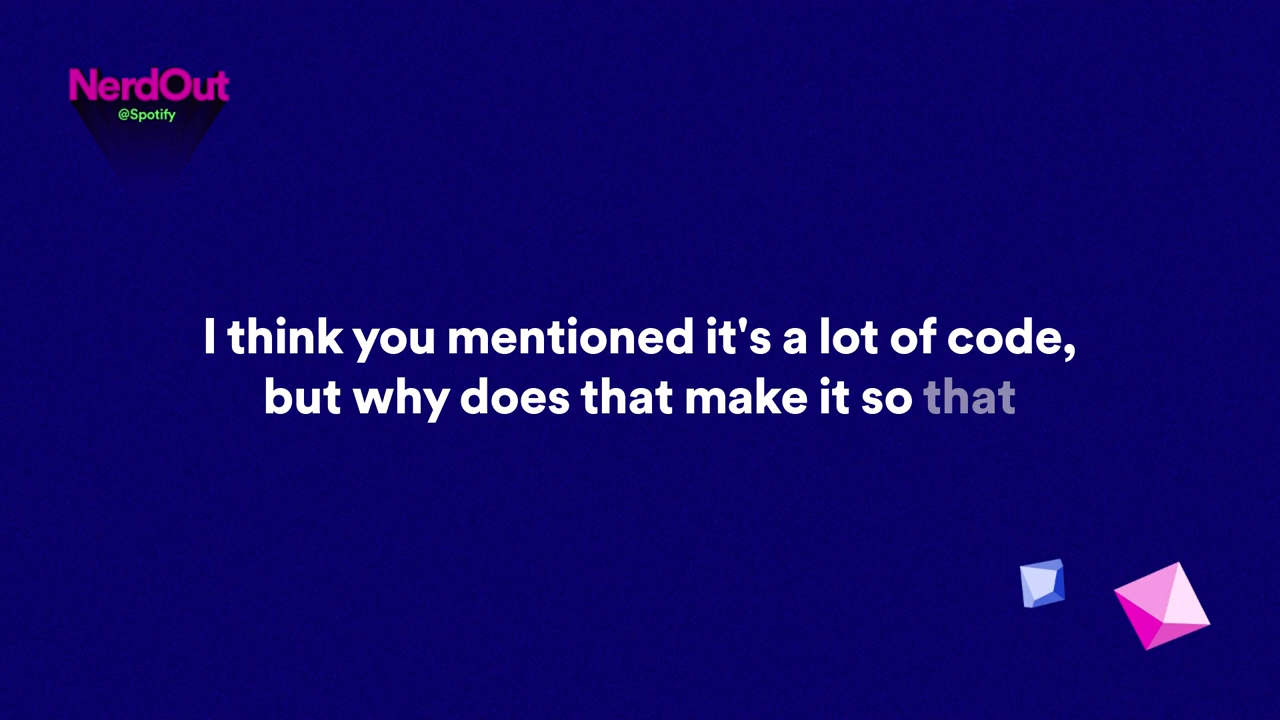 NerdOut
@Spotify
I think you mentioned it's a lot of code,
but why does that make it so that